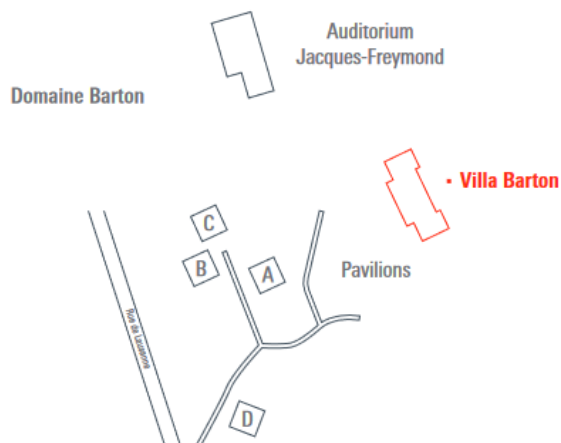 Auditorium
Jacques-Freymond
Domaine Barton
Villa Barton
C
B
A
Pavilions
Rue de Lausanne
D